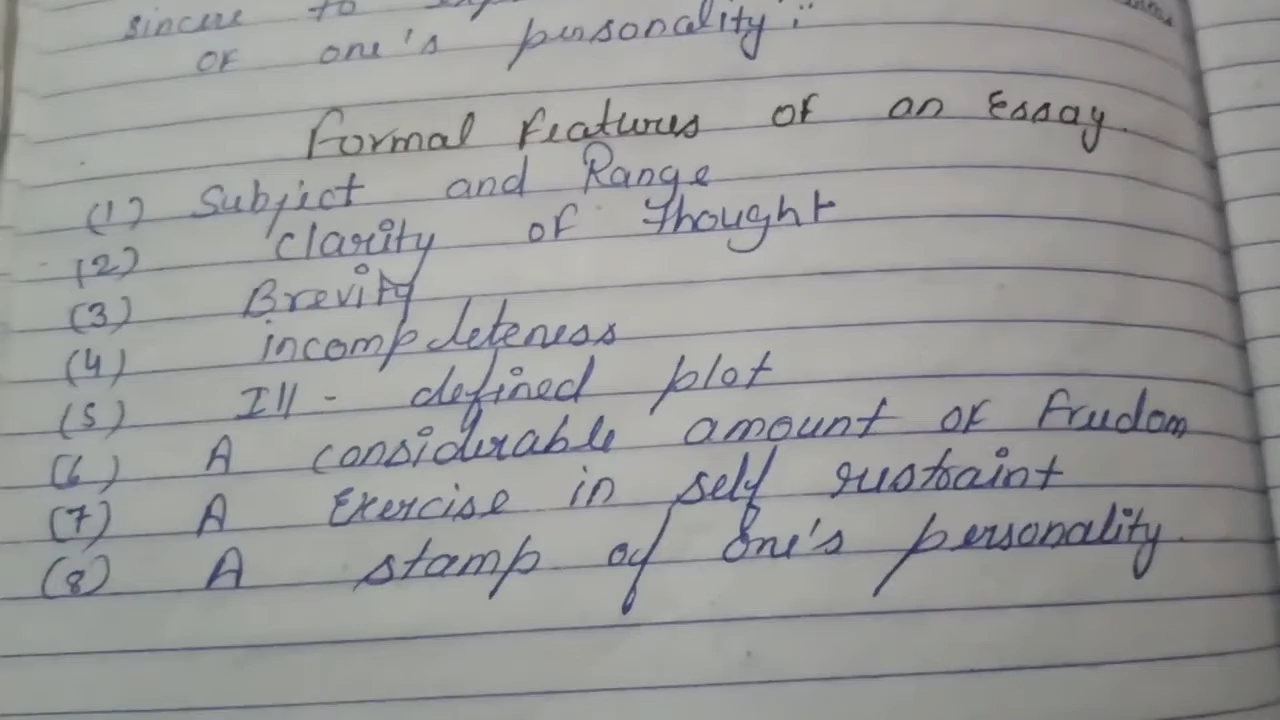 sincere to
of one's personality :
Formal Features of an Essay.
(1) Subject and Range
(2) Clarity of Thought
(3) Brevity
(4) incompleteness
(5) Ill - defined plot
(6) A considerable amount of Freedom
(7) A Exercise in self restraint
(8) A stamp of One's personality.